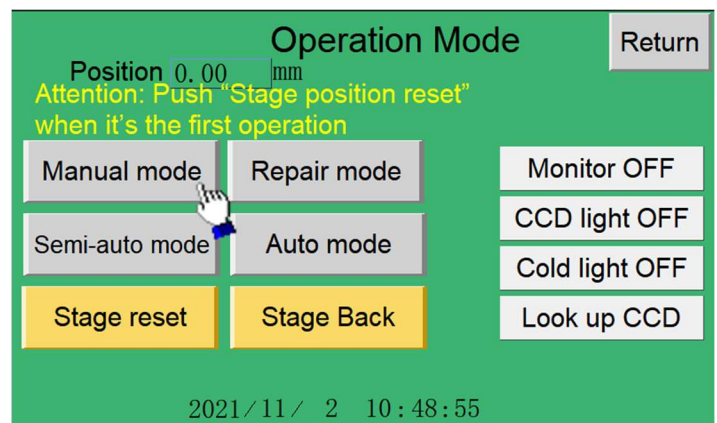 Operation Mode
Return
Position 0.00 mm
Attention: Push “Stage position reset”
when it's the first operation
Manual mode
Repair mode
Monitor OFF
CCD light OFF
Semi-auto mode
Auto mode
Cold light OFF
Stage reset
Stage Back
Look up CCD
2021/11/ 2 10:48:55